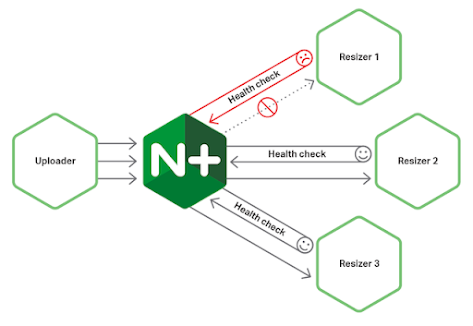 Resizer 1
Health check
Uploader
N+
Health check
Resizer 2
Health check
Resizer 3